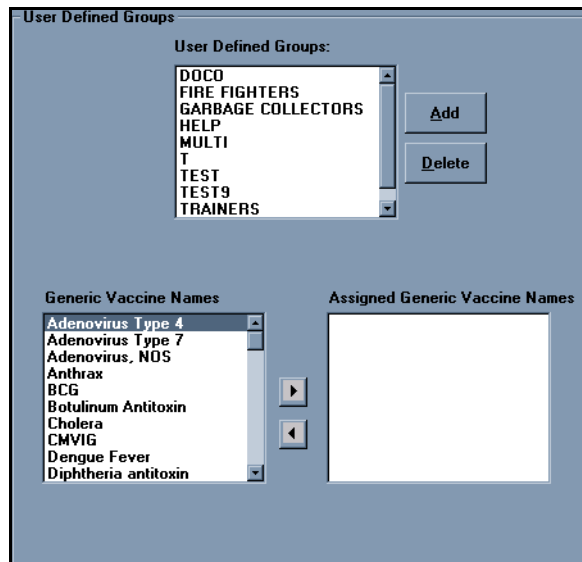 User Defined Groups
User Defined Groups:
DOCO
FIRE FIGHTERS
GARBAGE COLLECTORS
HELP
MULTI
T
TEST
TEST9
TRAINERS
Add
Delete
Generic Vaccine Names
Adenovirus Type 4
Adenovirus Type 7
Adenovirus, NOS
Anthrax
BCG
Botulinum Antitoxin
Cholera
CMVIG
Dengue Fever
Diphtheria antitoxin
Assigned Generic Vaccine Names